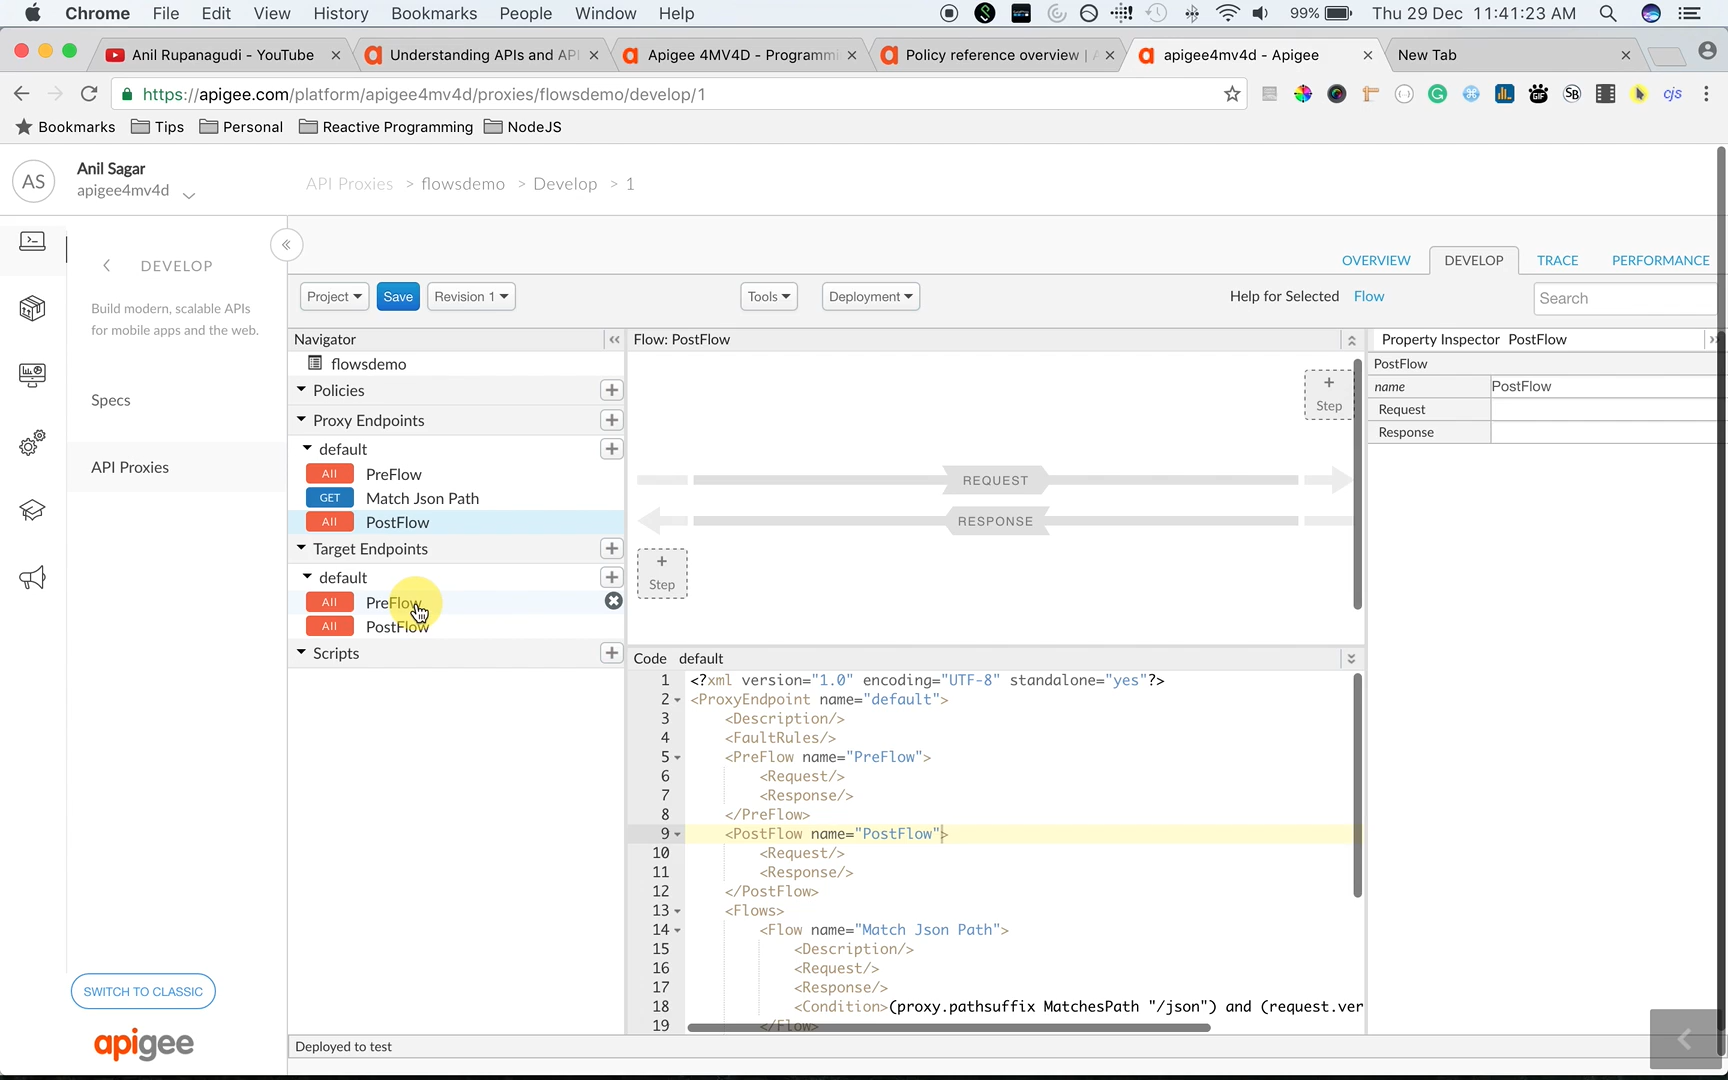 Chrome File Edit View History Bookmarks People Window Help 99% Thu 29 Dec 11:41:23 AM
Anil Rupanagudi - YouTube Understanding APIs and API Apigee 4MV4D - Programmi Policy reference overview | A apigee4mv4d - Apigee New Tab
https://apigee.com/platform/apigee4mv4d/proxies/flowsdemo/develop/1
GIF SB cjs
Bookmarks Tips Personal Reactive Programming NodeJS
AS
Anil Sagar
apigee4mv4d
API Proxies > flowsdemo > Develop > 1
DEVELOP
Build modern, scalable APIs
for mobile apps and the web.
Specs
API Proxies
SWITCH TO CLASSIC
apigee
OVERVIEW DEVELOP TRACE PERFORMANCE
Project Save Revision 1 Tools Deployment Help for Selected Flow Search
Navigator
flowsdemo
Policies
Proxy Endpoints
default
All PreFlow
GET Match Json Path
All PostFlow
Target Endpoints
default
All PreFlow
All PostFlow
Scripts
Flow: PostFlow
+
Step
REQUEST
RESPONSE
+
Step
Property Inspector PostFlow
PostFlow
name PostFlow
Request
Response
Code default
1 <?xml version="1.0" encoding="UTF-8" standalone="yes"?>
2 <ProxyEndpoint name="default">
3 <Description/>
4 <FaultRules/>
5 <PreFlow name="PreFlow">
6 <Request/>
7 <Response/>
8 </PreFlow>
9 <PostFlow name="PostFlow">
10 <Request/>
11 <Response/>
12 </PostFlow>
13 <Flows>
14 <Flow name="Match Json Path">
15 <Description/>
16 <Request/>
17 <Response/>
18 <Condition>(proxy.pathsuffix MatchesPath "/json") and (request.ver
19 </Flow>
Deployed to test